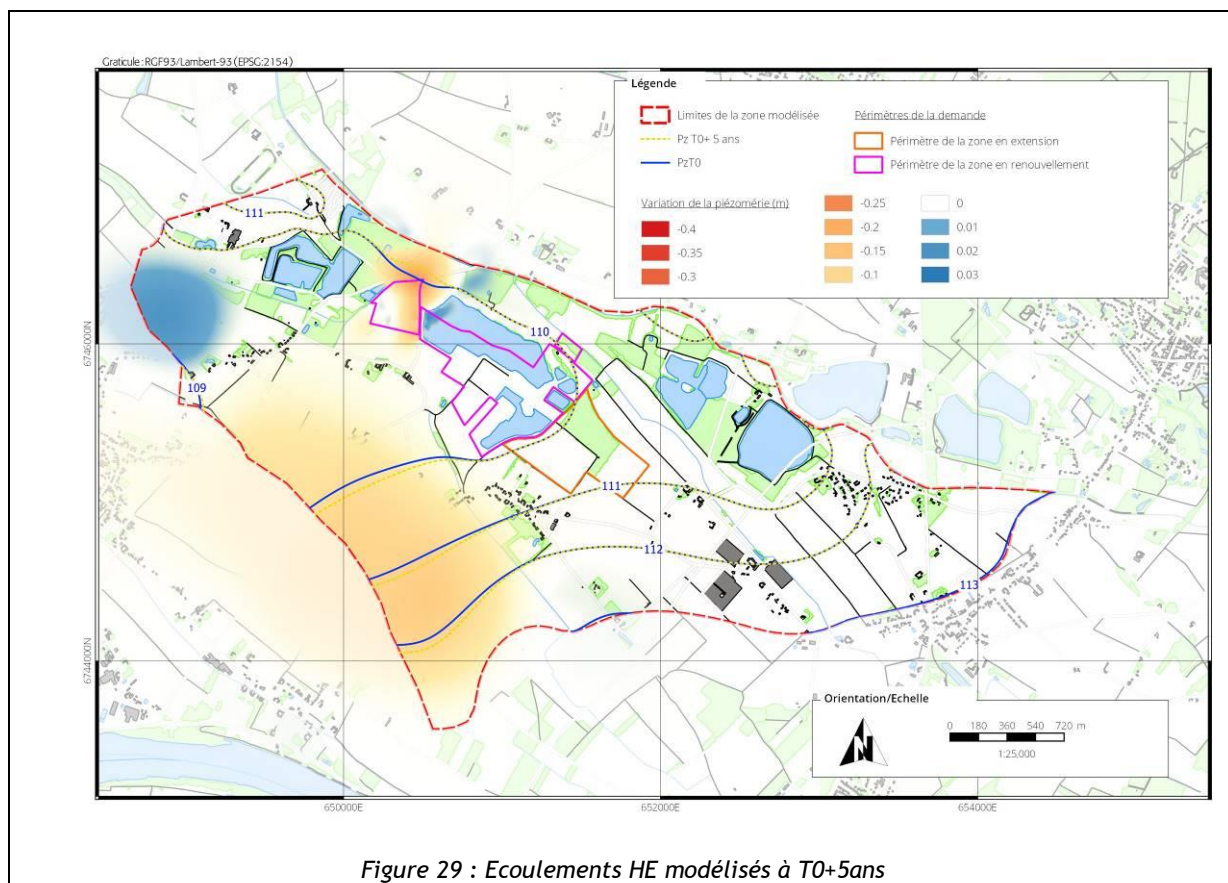 Graticule : RGF93/Lambert-93 (EPSG:2154)
Légende
Limites de la zone modélisée
Pz T0+ 5 ans
PzT0
Périmètres de la demande
Périmètre de la zone en extension
Périmètre de la zone en renouvellement
Variation de la piézomérie (m)
-0.4
-0.35
-0.3
-0.25
-0.2
-0.15
-0.1
0
0.01
0.02
0.03
111
110
109
111
112
113
6746000N
6744000N
650000E
652000E
654000E
Orientation/Echelle
N
0 180 360 540 720 m
1:25,000
Figure 29 : Ecoulements HE modélisés à T0+5ans